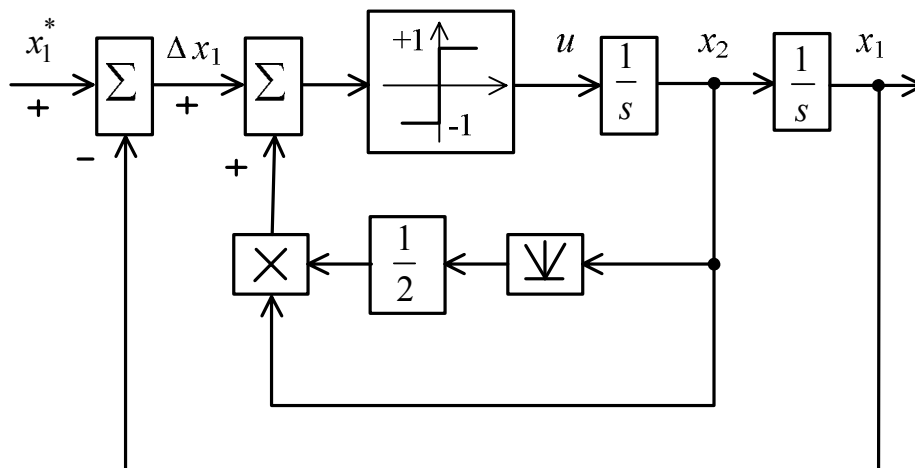 x₁* Δx₁ +1 u x₂ x₁
Σ Σ 1/s 1/s
+ + -1
- +
× 1/2